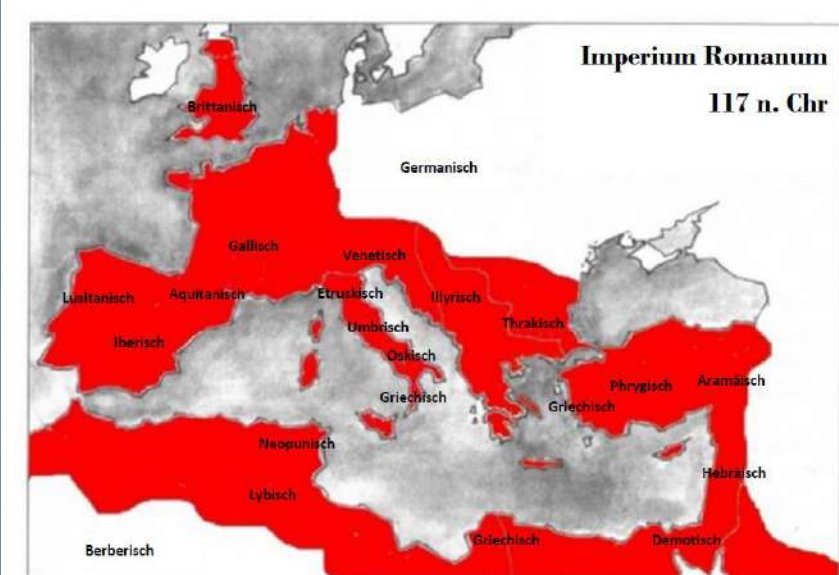 Imperium Romanum
117 n. Chr
Brittanisch
Germanisch
Gallisch
Venetisch
Lusitanisch
Aquitanisch
Etruskisch
Illyrisch
Umbrisch
Thrakisch
Iberisch
Oskisch
Phrygisch
Aramäisch
Griechisch
Griechisch
Neopunisch
Hebräisch
Lybisch
Griechisch
Demotisch
Berberisch